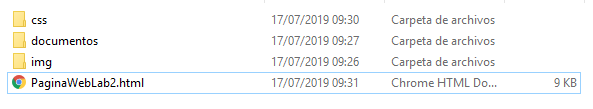 css 17/07/2019 09:30 Carpeta de archivos
documentos 17/07/2019 09:27 Carpeta de archivos
img 17/07/2019 09:26 Carpeta de archivos
PaginaWebLab2.html 17/07/2019 09:31 Chrome HTML Do... 9 KB